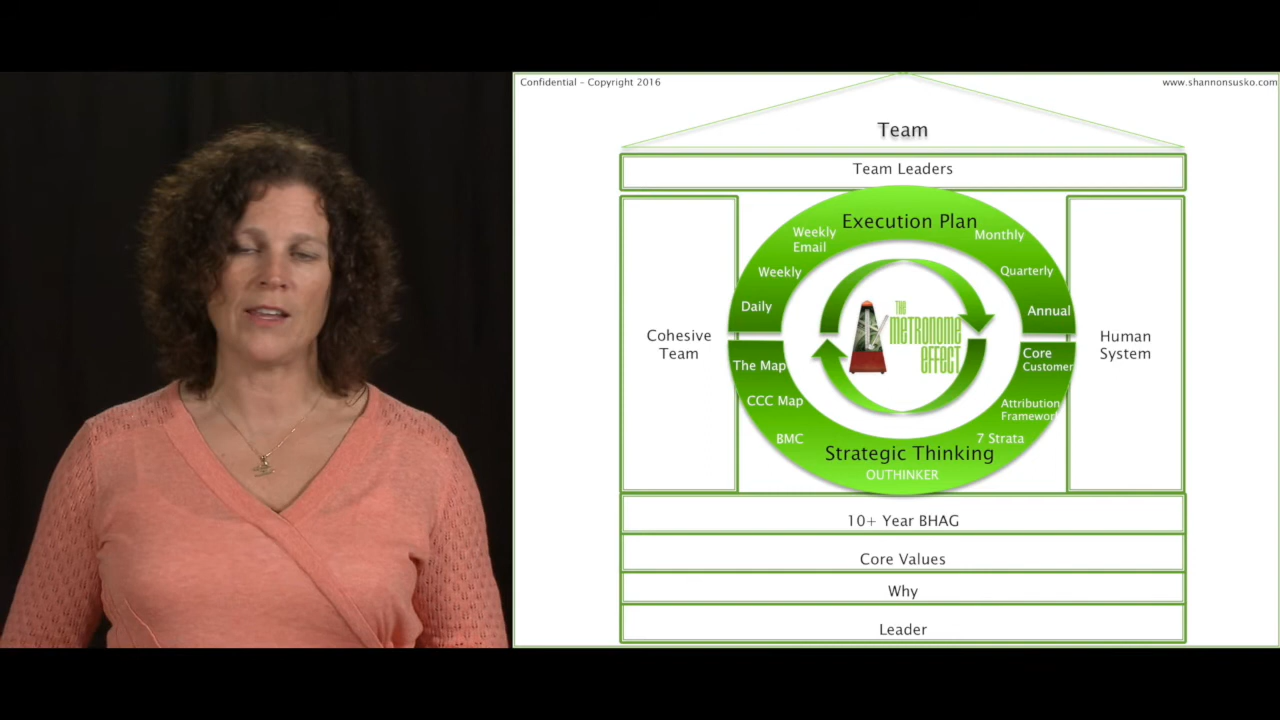 Confidential – Copyright 2016
www.shannonsusko.com
Team
Team Leaders
Execution Plan
Weekly
Email
Monthly
Weekly
Quarterly
Daily
Annual
THE
METRONOME
EFFECT
Cohesive
Team
Human
System
The Map
Core
Customer
CCC Map
Attribution
Framework
BMC
7 Strata
Strategic Thinking
OUTHINKER
10+ Year BHAG
Core Values
Why
Leader